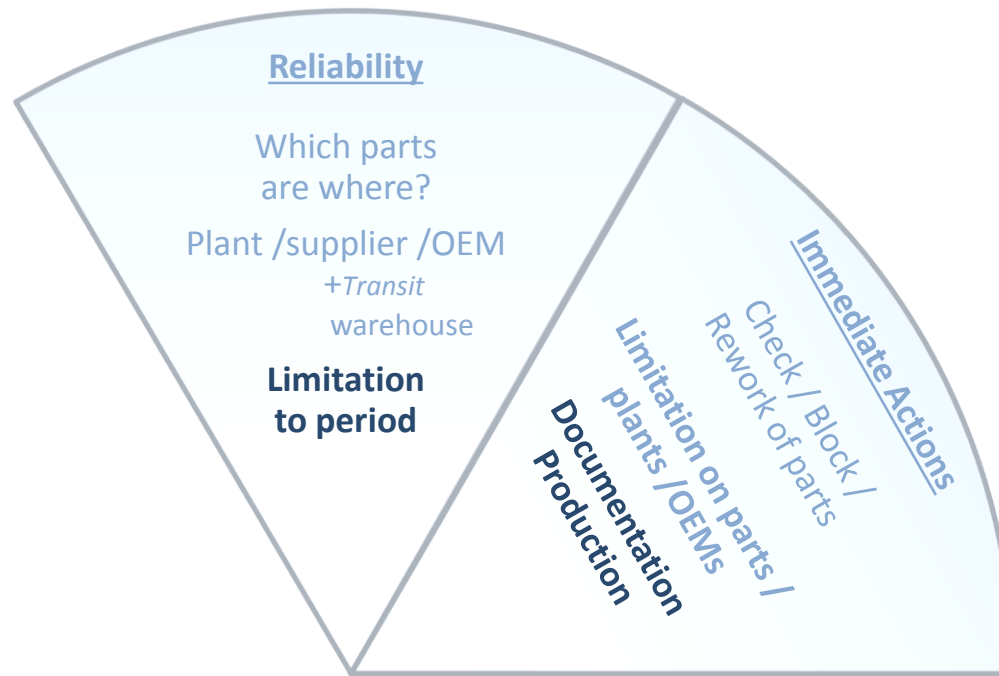 Reliability
Which parts
are where?
Plant /supplier /OEM
+Transit
warehouse
Limitation
to period
Immediate Actions
Check / Block /
Rework of parts
Limitation on parts /
plants /OEMs
Documentation
Production